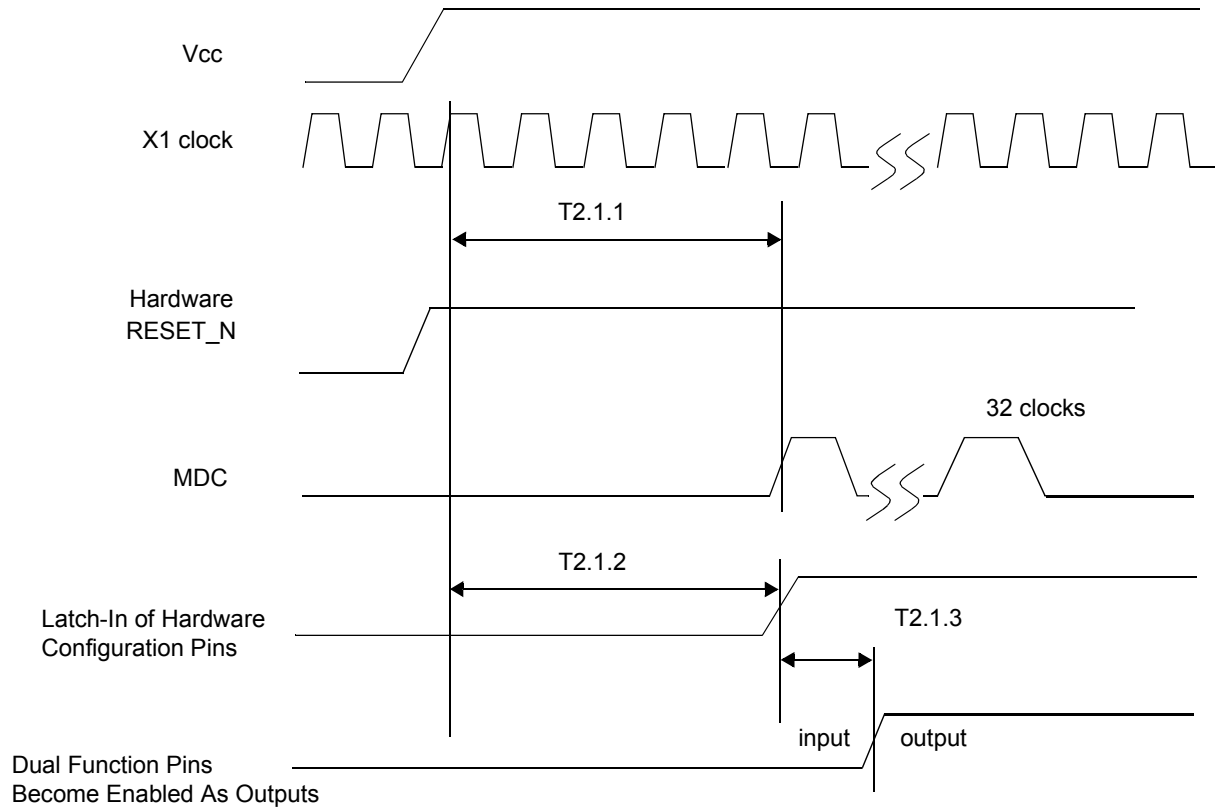 Vcc
X1 clock
T2.1.1
Hardware
RESET_N
32 clocks
MDC
T2.1.2
Latch-In of Hardware
Configuration Pins
T2.1.3
input
output
Dual Function Pins
Become Enabled As Outputs